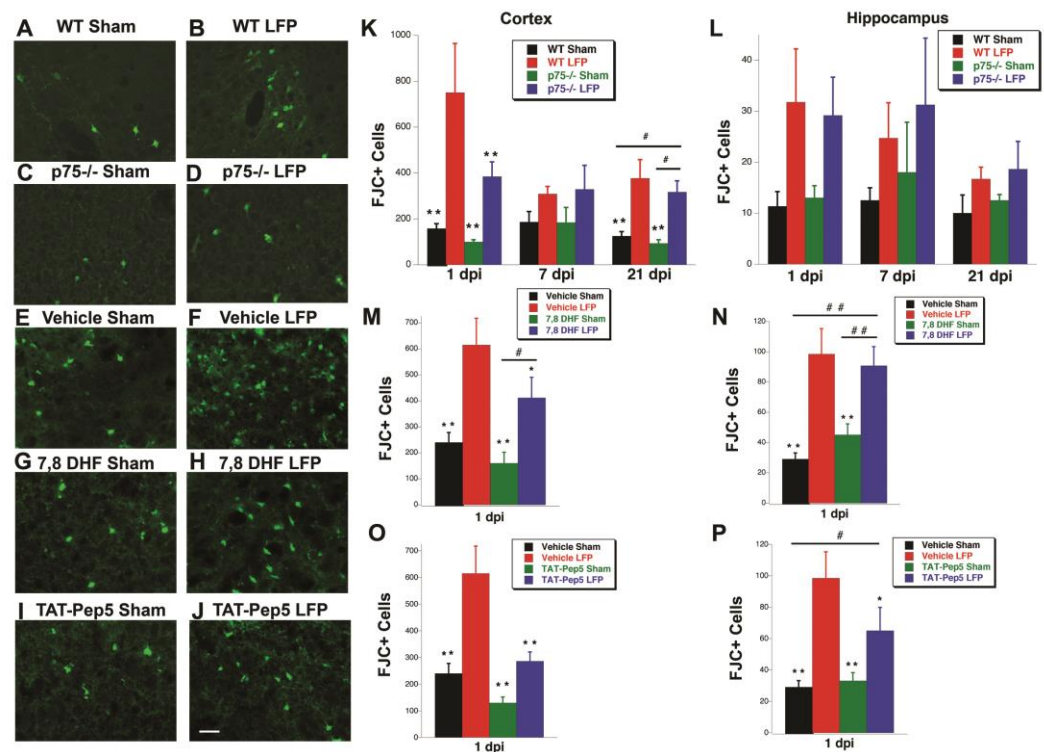 A WT Sham
B WT LFP
C p75-/- Sham
D p75-/- LFP
E Vehicle Sham
F Vehicle LFP
G 7,8 DHF Sham
H 7,8 DHF LFP
I TAT-Pep5 Sham
J TAT-Pep5 LFP
K Cortex
FJC+ Cells
1000
800
600
400
200
0
WT Sham
WT LFP
p75-/- Sham
p75-/- LFP
**
**
**
**
**
#
#
1 dpi 7 dpi 21 dpi
L Hippocampus
FJC+ Cells
40
30
20
10
0
WT Sham
WT LFP
p75-/- Sham
p75-/- LFP
1 dpi 7 dpi 21 dpi
M
FJC+ Cells
700
600
500
400
300
200
100
0
Vehicle Sham
Vehicle LFP
7,8 DHF Sham
7,8 DHF LFP
#
**
**
*
1 dpi
N
FJC+ Cells
120
100
80
60
40
20
0
Vehicle Sham
Vehicle LFP
7,8 DHF Sham
7,8 DHF LFP
##
##
**
**
1 dpi
O
FJC+ Cells
700
600
500
400
300
200
100
0
Vehicle Sham
Vehicle LFP
TAT-Pep5 Sham
TAT-Pep5 LFP
**
**
**
1 dpi
P
FJC+ Cells
120
100
80
60
40
20
0
Vehicle Sham
Vehicle LFP
TAT-Pep5 Sham
TAT-Pep5 LFP
#
**
**
*
1 dpi